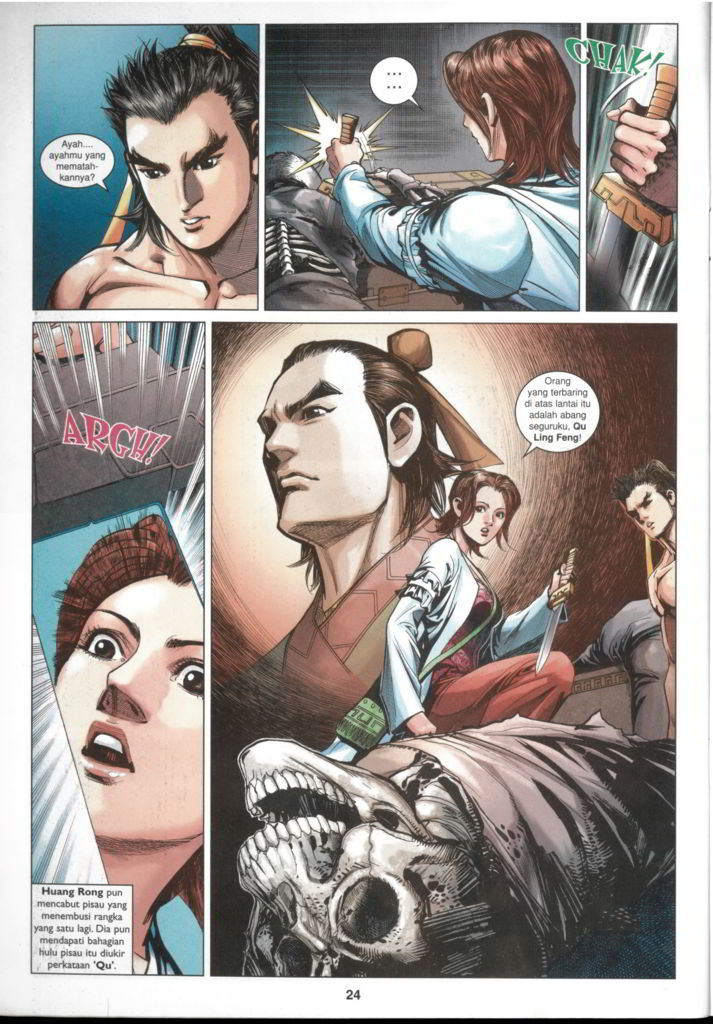 Ayah....
ayahmu yang
mematah-
kannya?
...
...
CHAK!
ARGH!
Huang Rong pun
mencabut pisau yang
menembusi rangka
yang satu lagi. Dia pun
mendapati bahagian
hulu pisau itu diukir
perkataan 'Qu'.
Orang
yang terbaring
di atas lantai itu
adalah abang
seguruku, Qu
Ling Feng!
24